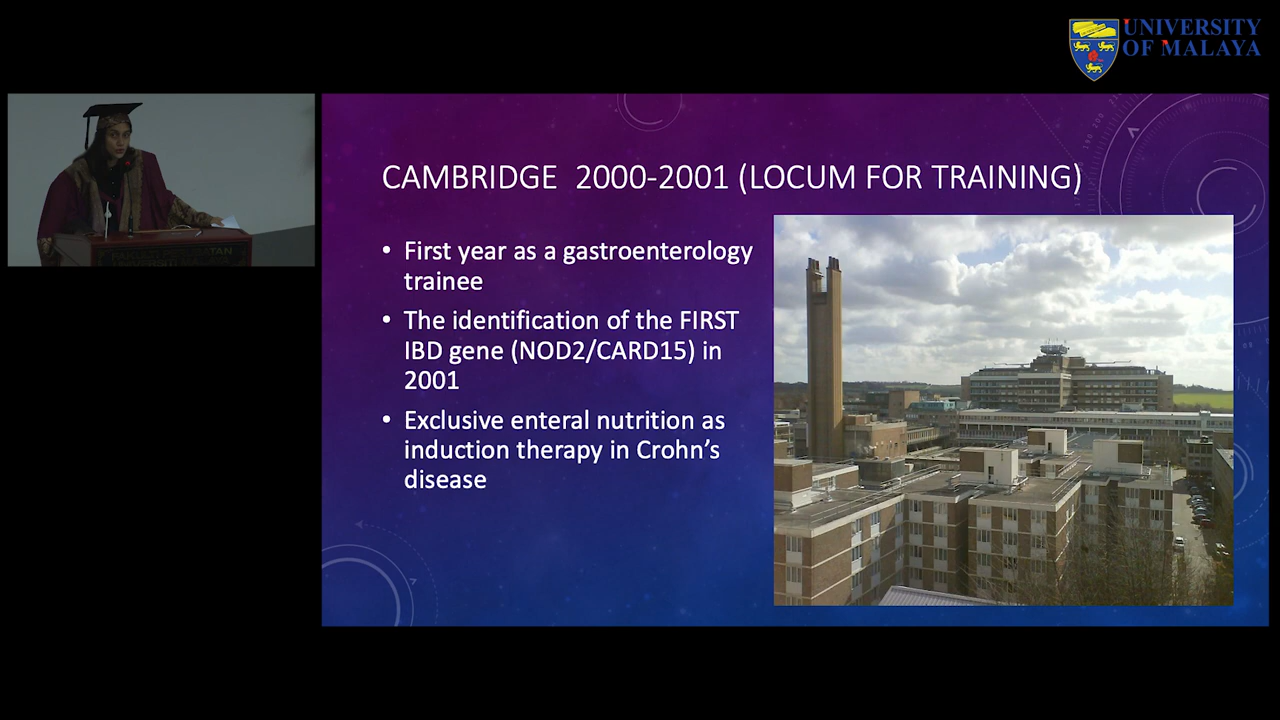 UNIVERSITY
OF MALAYA
CAMBRIDGE 2000-2001 (LOCUM FOR TRAINING)
• First year as a gastroenterology
trainee
• The identification of the FIRST
IBD gene (NOD2/CARD15) in
2001
• Exclusive enteral nutrition as
induction therapy in Crohn’s
disease